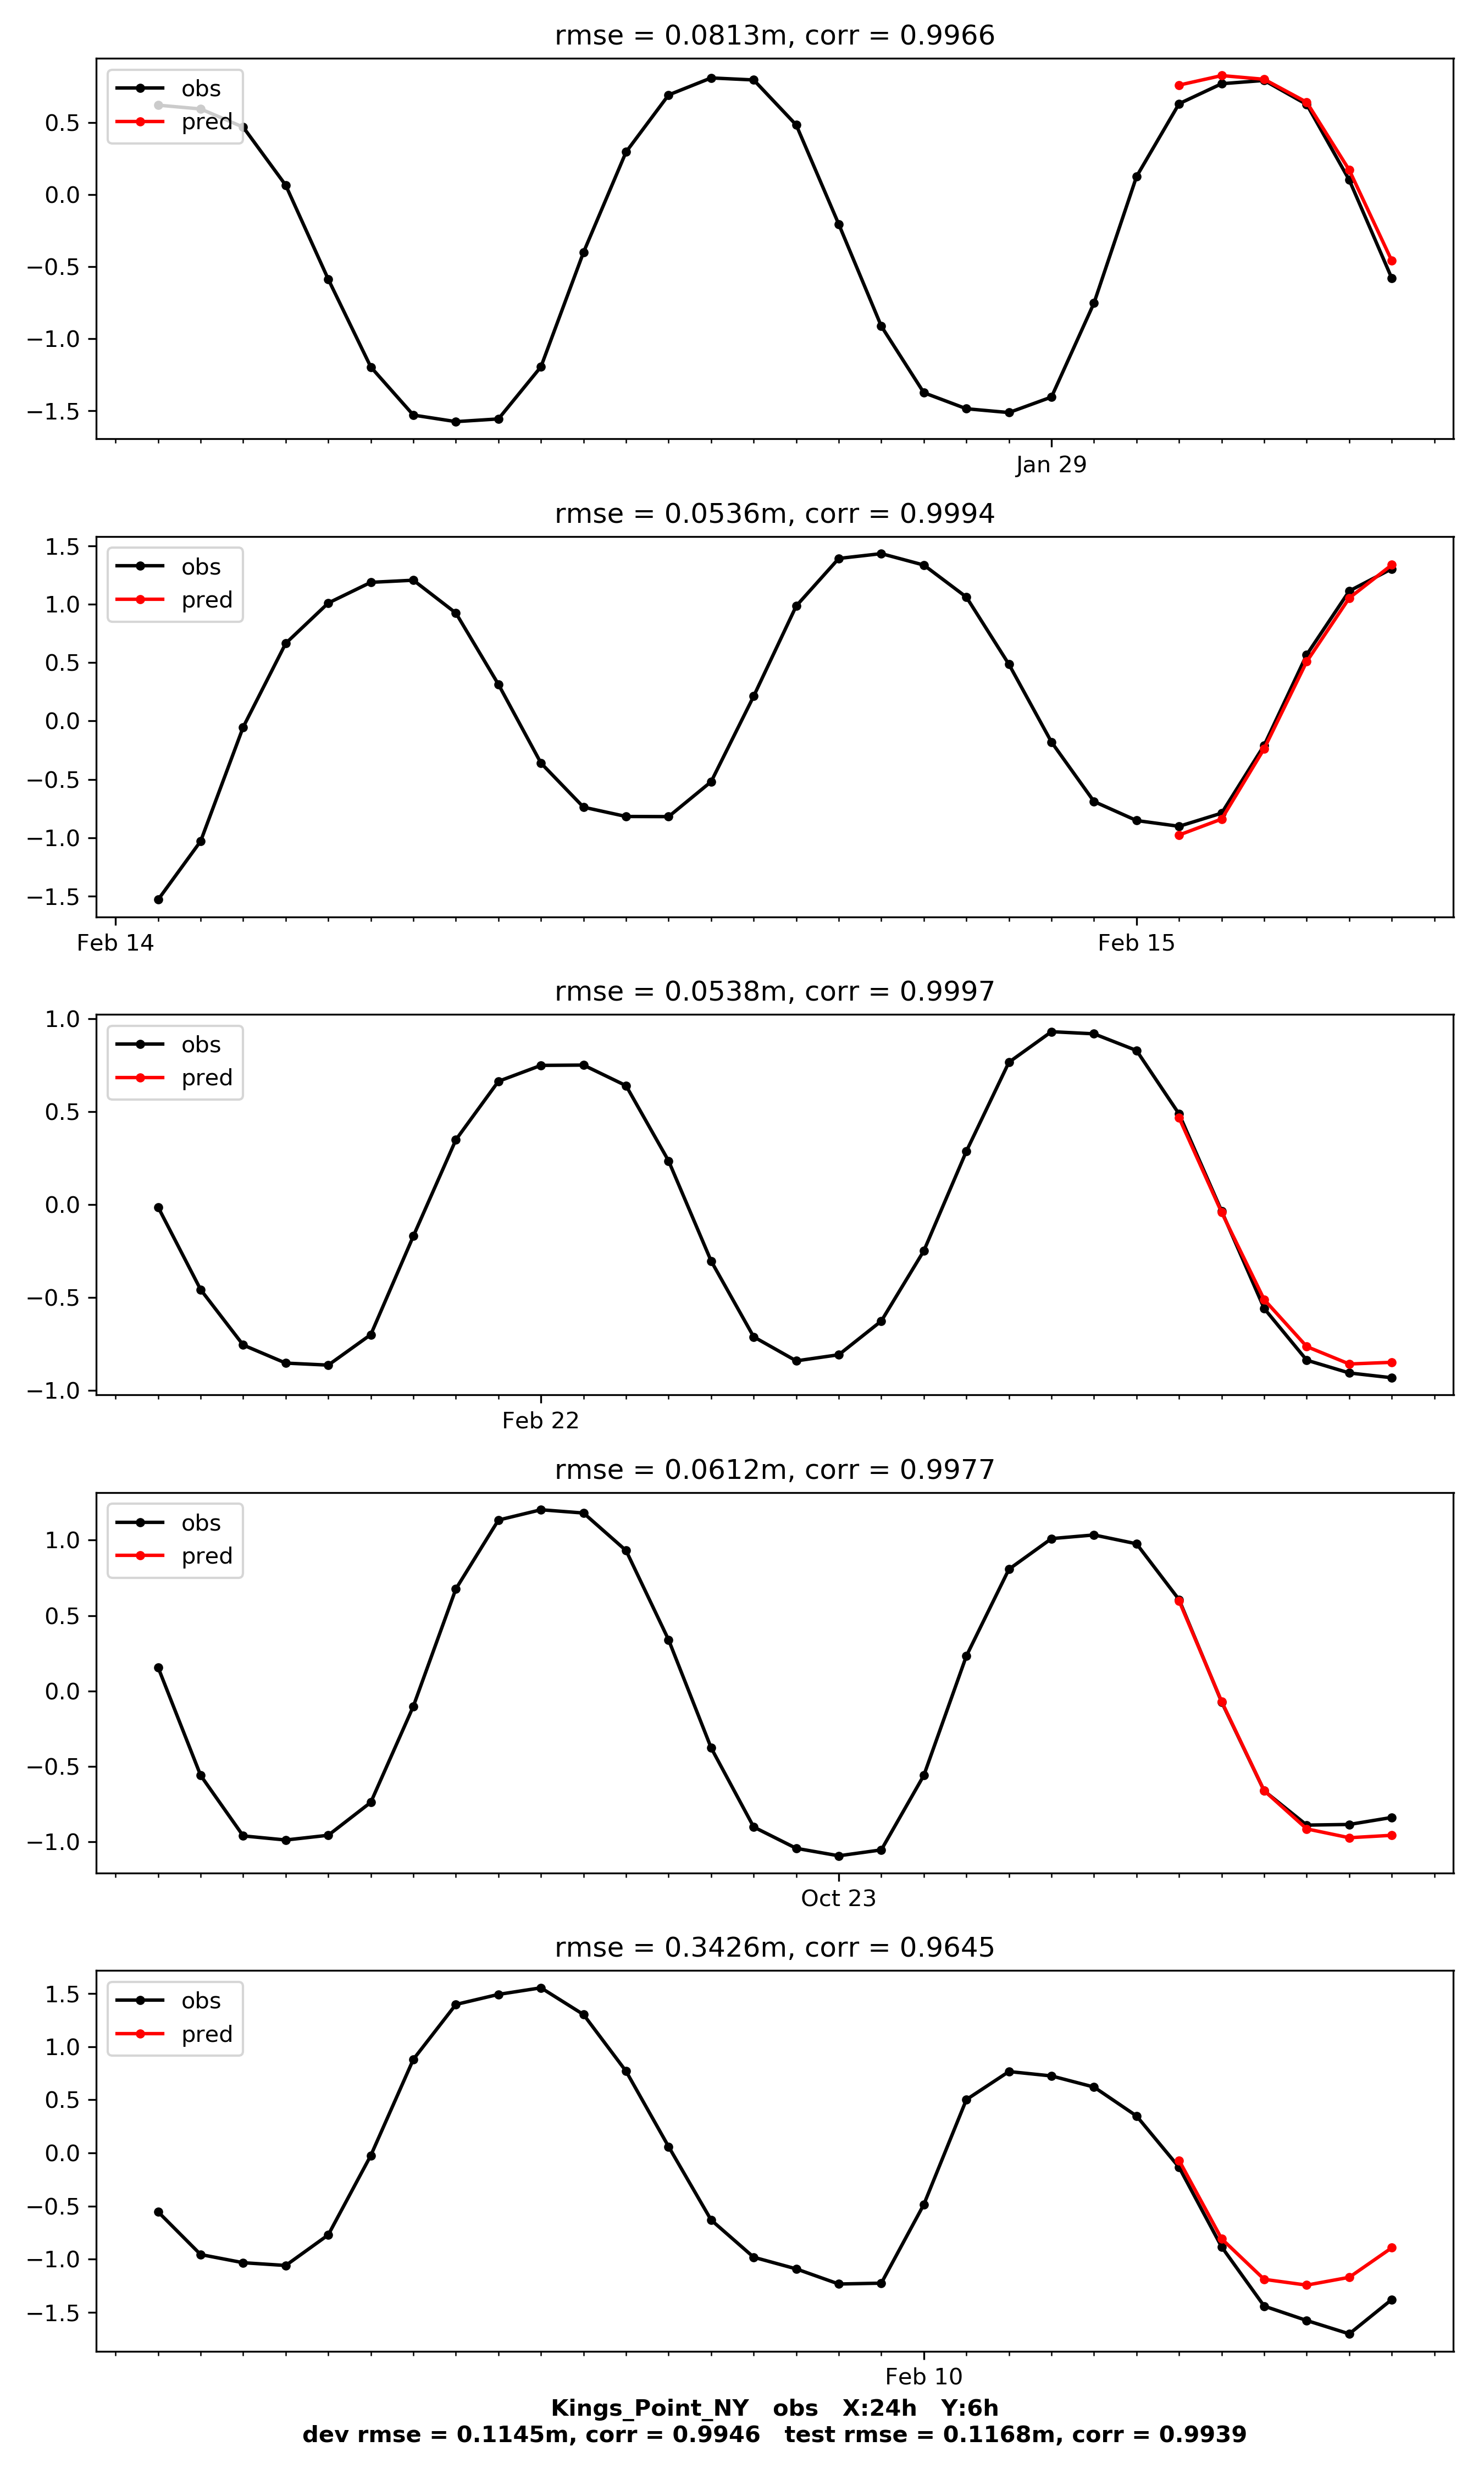 rmse = 0.0813m, corr = 0.9966
obs
pred
0.5
0.0
−0.5
−1.0
−1.5
Jan 29
rmse = 0.0536m, corr = 0.9994
obs
pred
1.5
1.0
0.5
0.0
−0.5
−1.0
−1.5
Feb 14 Feb 15
rmse = 0.0538m, corr = 0.9997
obs
pred
1.0
0.5
0.0
−0.5
−1.0
Feb 22
rmse = 0.0612m, corr = 0.9977
obs
pred
1.0
0.5
0.0
−0.5
−1.0
Oct 23
rmse = 0.3426m, corr = 0.9645
obs
pred
1.5
1.0
0.5
0.0
−0.5
−1.0
−1.5
Feb 10
Kings_Point_NY obs X:24h Y:6h
dev rmse = 0.1145m, corr = 0.9946 test rmse = 0.1168m, corr = 0.9939